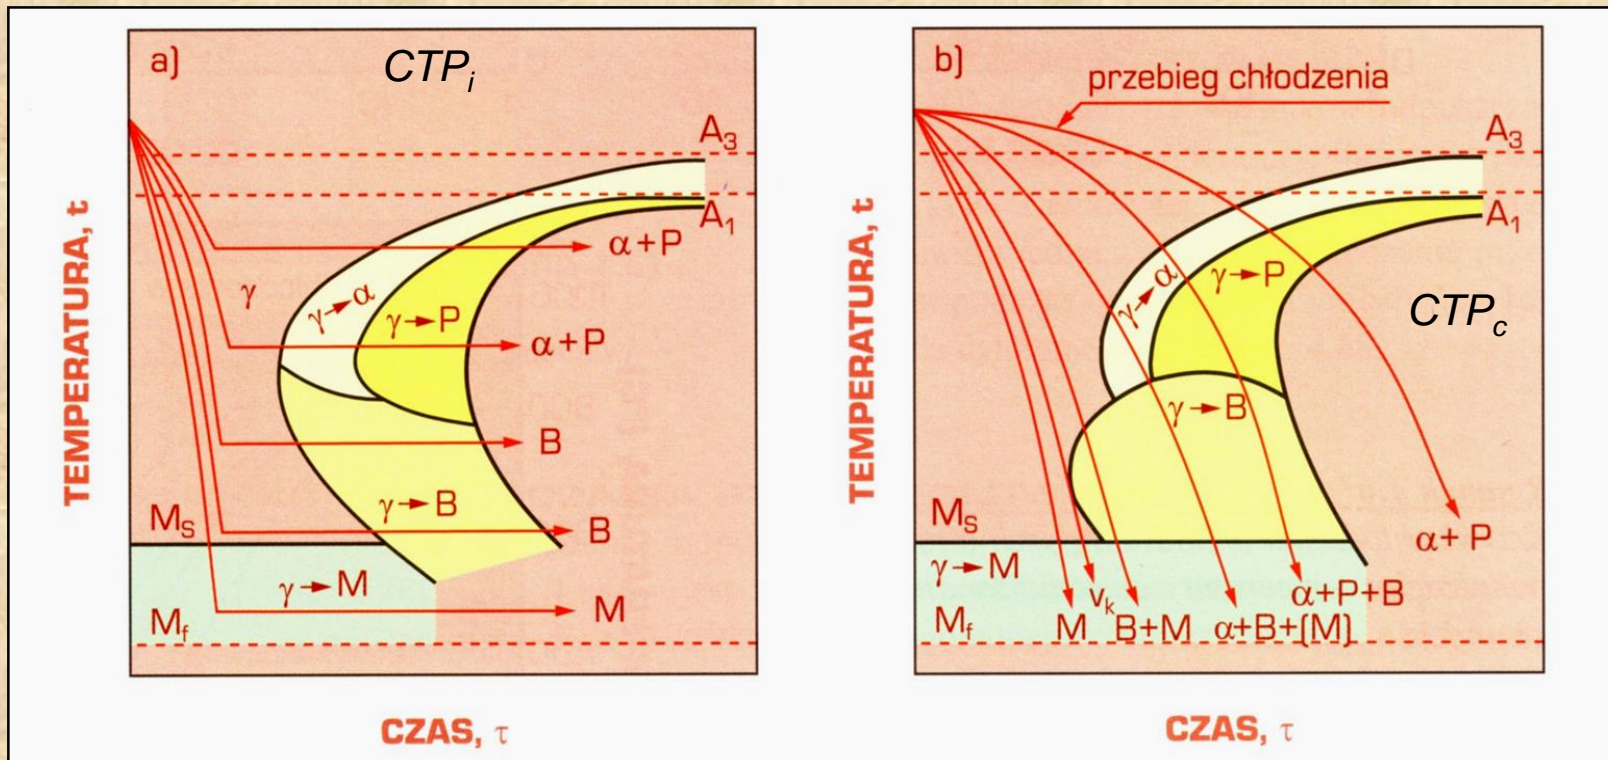 a)
CTPi
A3
A1
α+P
γ
γ→α
γ→P
α+P
B
γ→B
B
MS
γ→M
M
Mf
TEMPERATURA, t
CZAS, τ
b)
przebieg chłodzenia
A3
A1
γ→α
γ→P
CTPc
γ→B
MS
α+P
γ→M
vk
α+P+B
Mf
M B+M α+B+(M)
TEMPERATURA, t
CZAS, τ